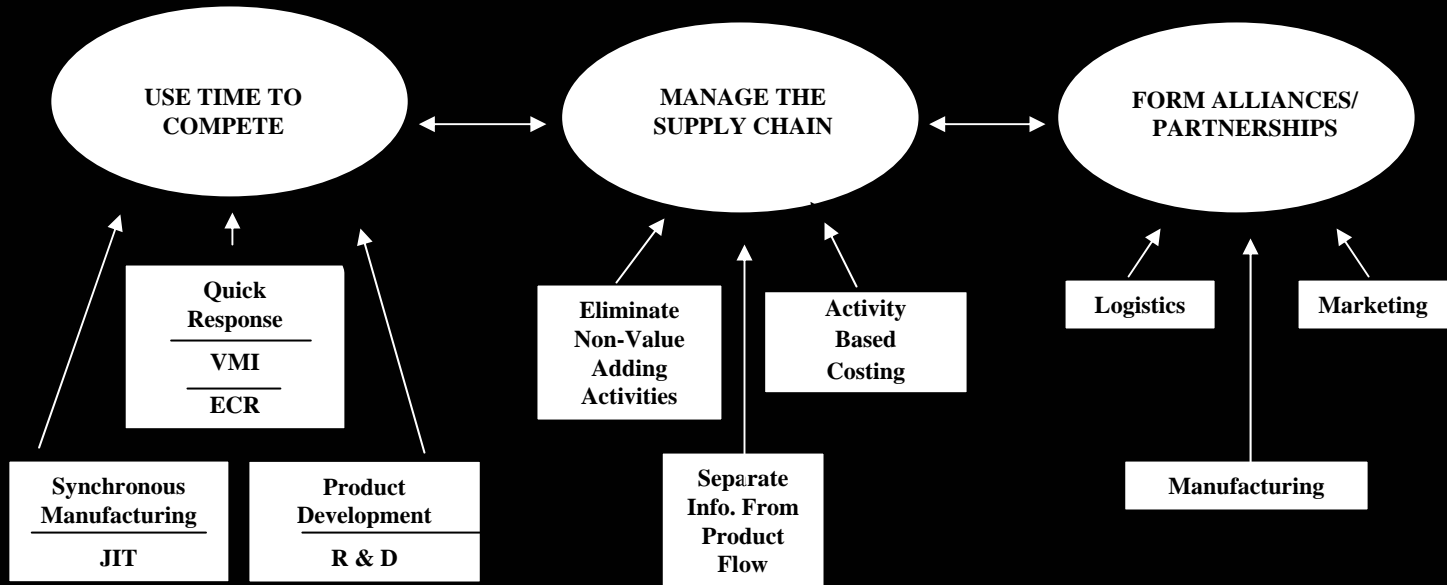 USE TIME TO
COMPETE
MANAGE THE
SUPPLY CHAIN
FORM ALLIANCES/
PARTNERSHIPS
Quick
Response
VMI
ECR
Synchronous
Manufacturing
JIT
Product
Development
R & D
Eliminate
Non-Value
Adding
Activities
Separate
Info. From
Product
Flow
Activity
Based
Costing
Logistics
Manufacturing
Marketing